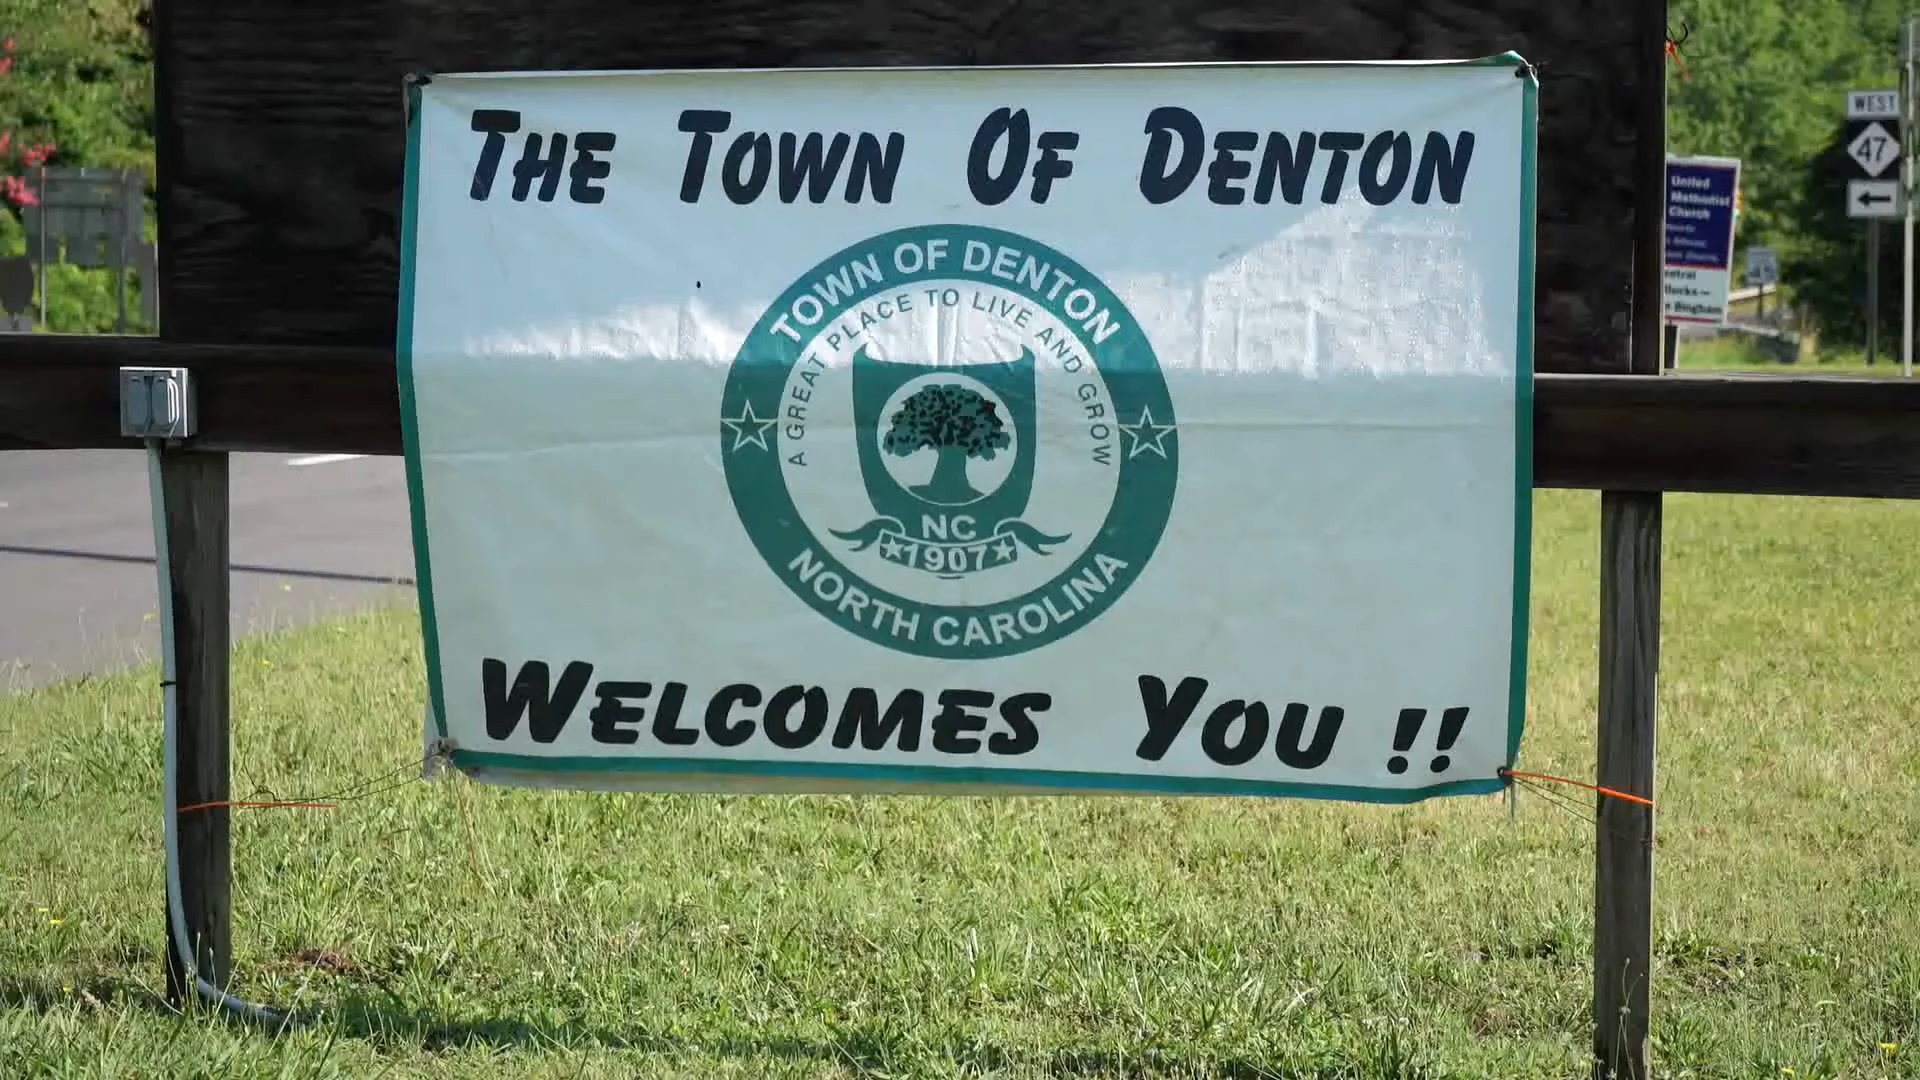 THE TOWN OF DENTON
TOWN OF DENTON
A GREAT PLACE TO LIVE AND GROW
NC
1907
NORTH CAROLINA
WELCOMES YOU !!
WEST
47
United
Methodist
Church